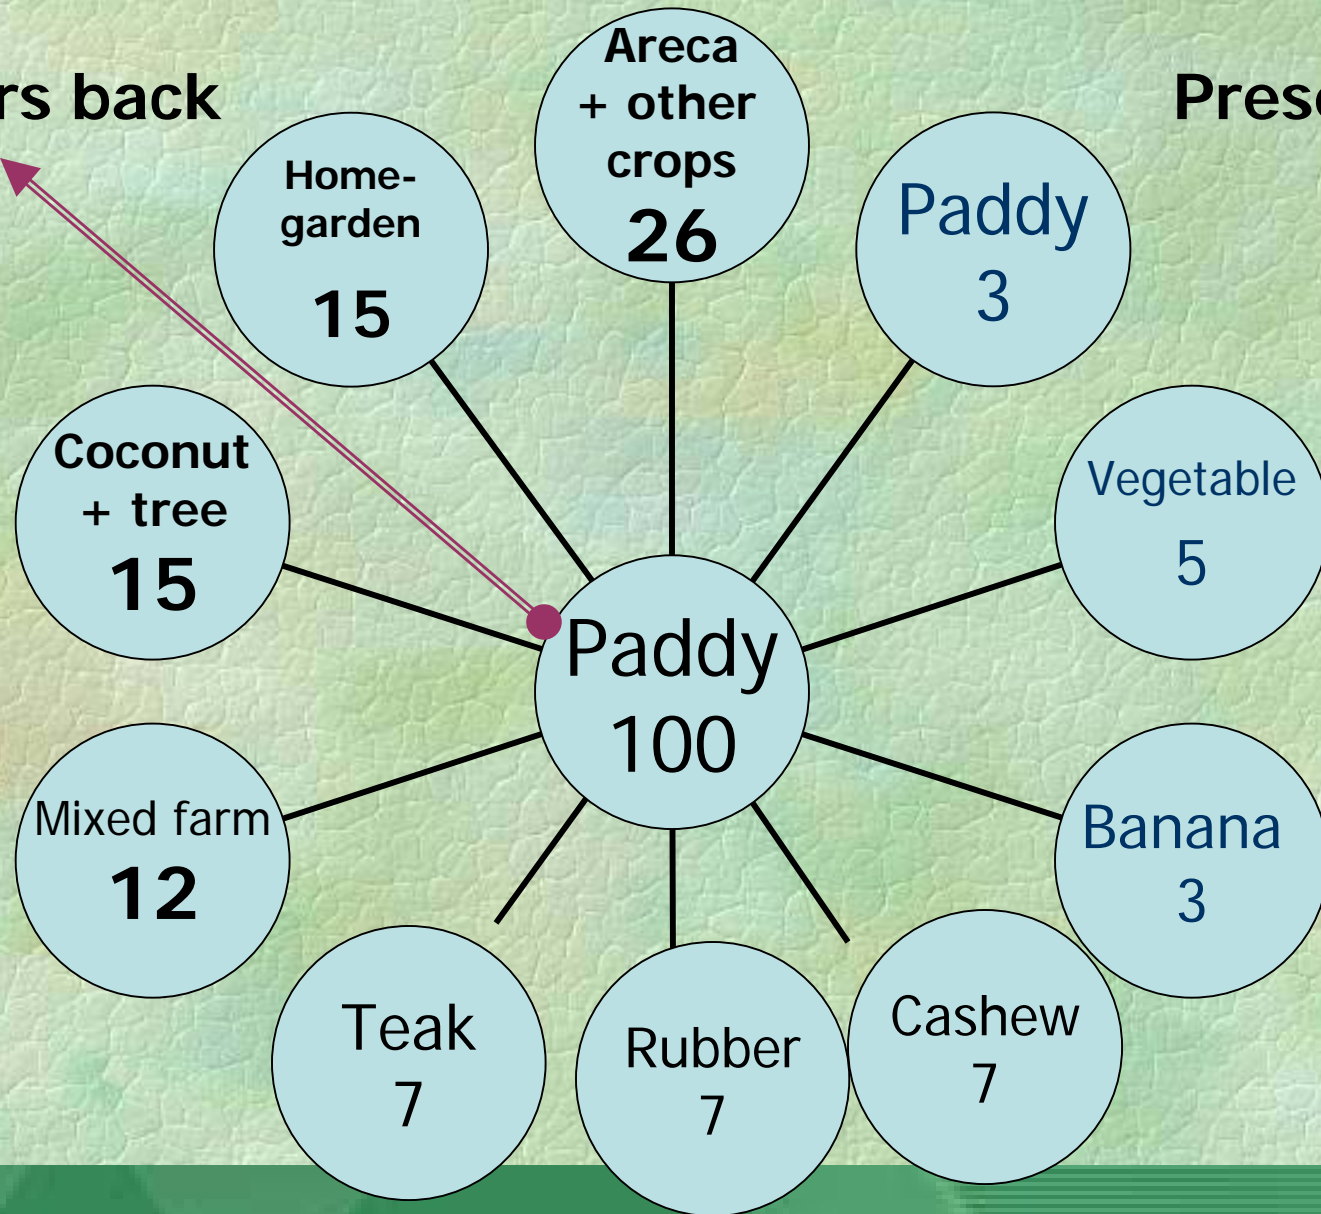 rs back
Areca
+ other
crops
26
Home-
garden
15
Paddy
3
Coconut
+ tree
15
Vegetable
5
Paddy
100
Mixed farm
12
Banana
3
Teak
7
Rubber
7
Cashew
7